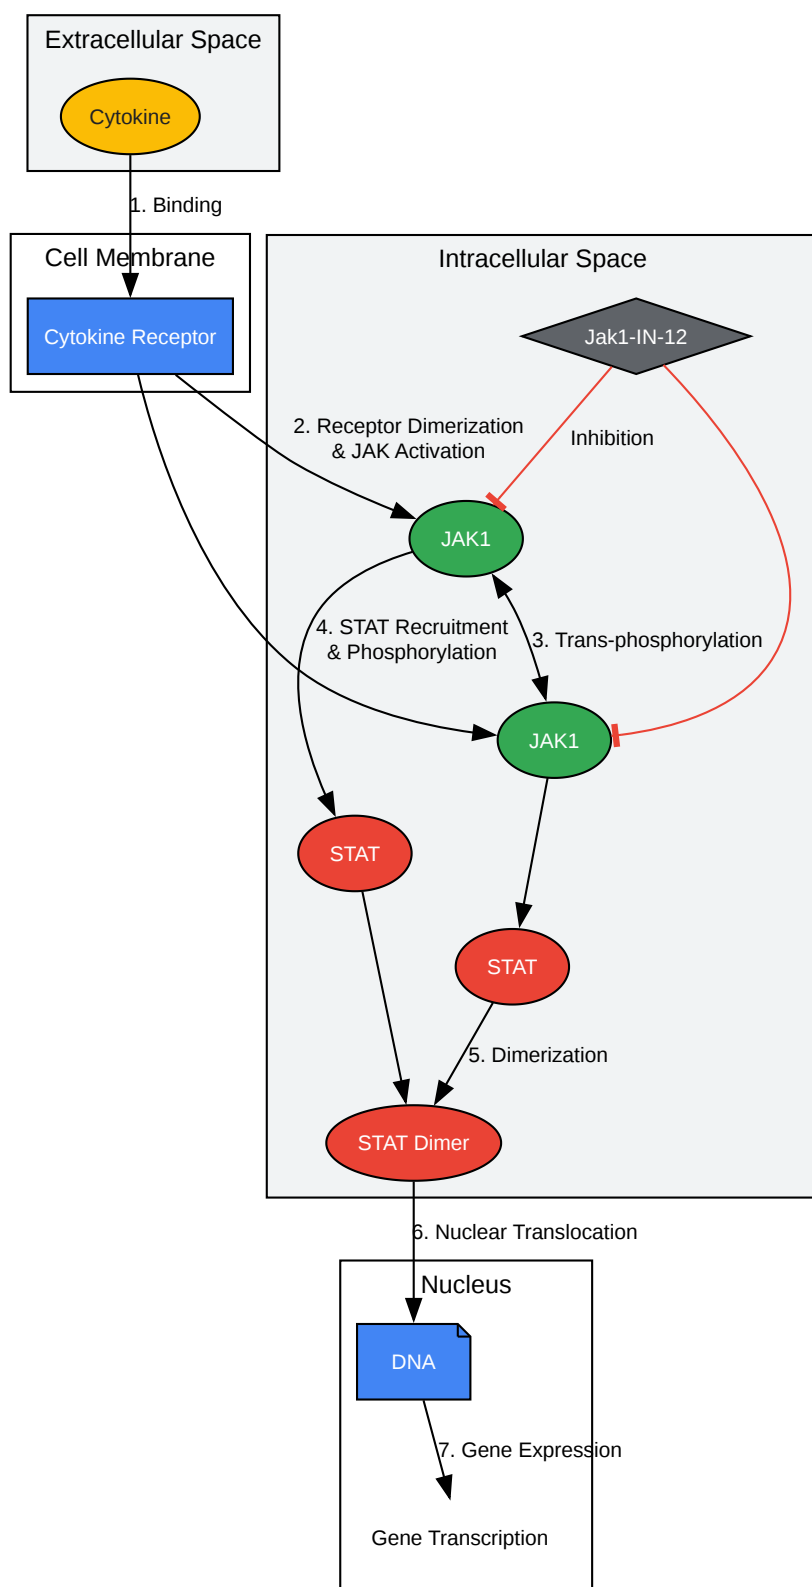 Extracellular Space
Cytokine
1. Binding
Cell Membrane
Cytokine Receptor
Intracellular Space
Jak1-IN-12
2. Receptor Dimerization
& JAK Activation
Inhibition
JAK1
4. STAT Recruitment
& Phosphorylation
3. Trans-phosphorylation
JAK1
STAT
STAT
5. Dimerization
STAT Dimer
6. Nuclear Translocation
Nucleus
DNA
7. Gene Expression
Gene Transcription